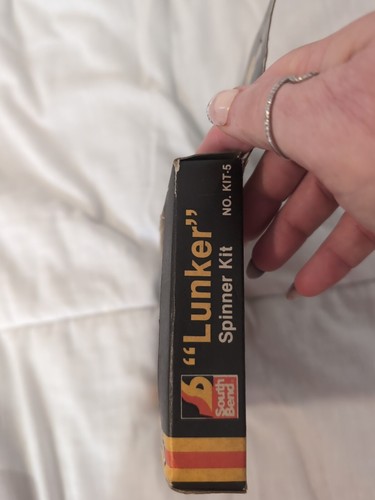 "Lunker"
Spinner Kit
NO. KIT-5
South
Bend